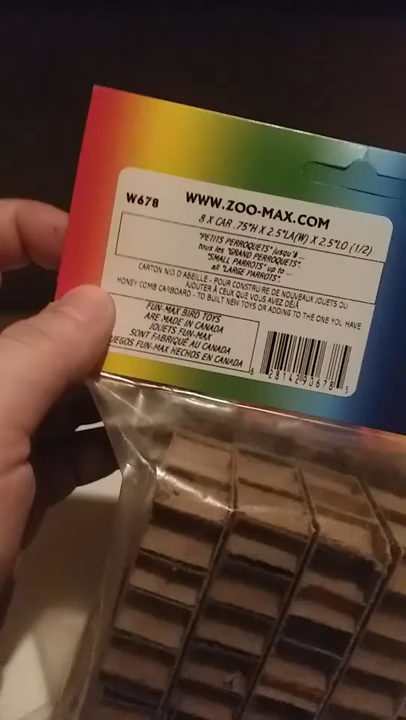 W678
WWW.ZOO-MAX.COM
8 X CAR .75"H X 2.5"LA(W) X 2.5"LO (1/2)
"PETITS PERROQUETS" jusqu'à ...
tous les "GRAND PERROQUETS".
"SMALL PARROTS" up to ...
all "LARGE PARROTS"
CARTON NID D'ABEILLE - POUR CONSTRUIRE DE NOUVEAUX JOUETS OU
AJOUTER À CEUX QUE VOUS AVEZ DÉJÀ
HONEY COMB CARBOARD - TO BUILT NEW TOYS OR ADDING TO THE ONE YOU HAVE
FUN-MAX BIRD TOYS
ARE MADE IN CANADA
JOUETS FUN-MAX
SONT FABRIQUÉ AU CANADA
JUEGOS FUN-MAX HECHOS EN CANADA
6 28142 90678 5